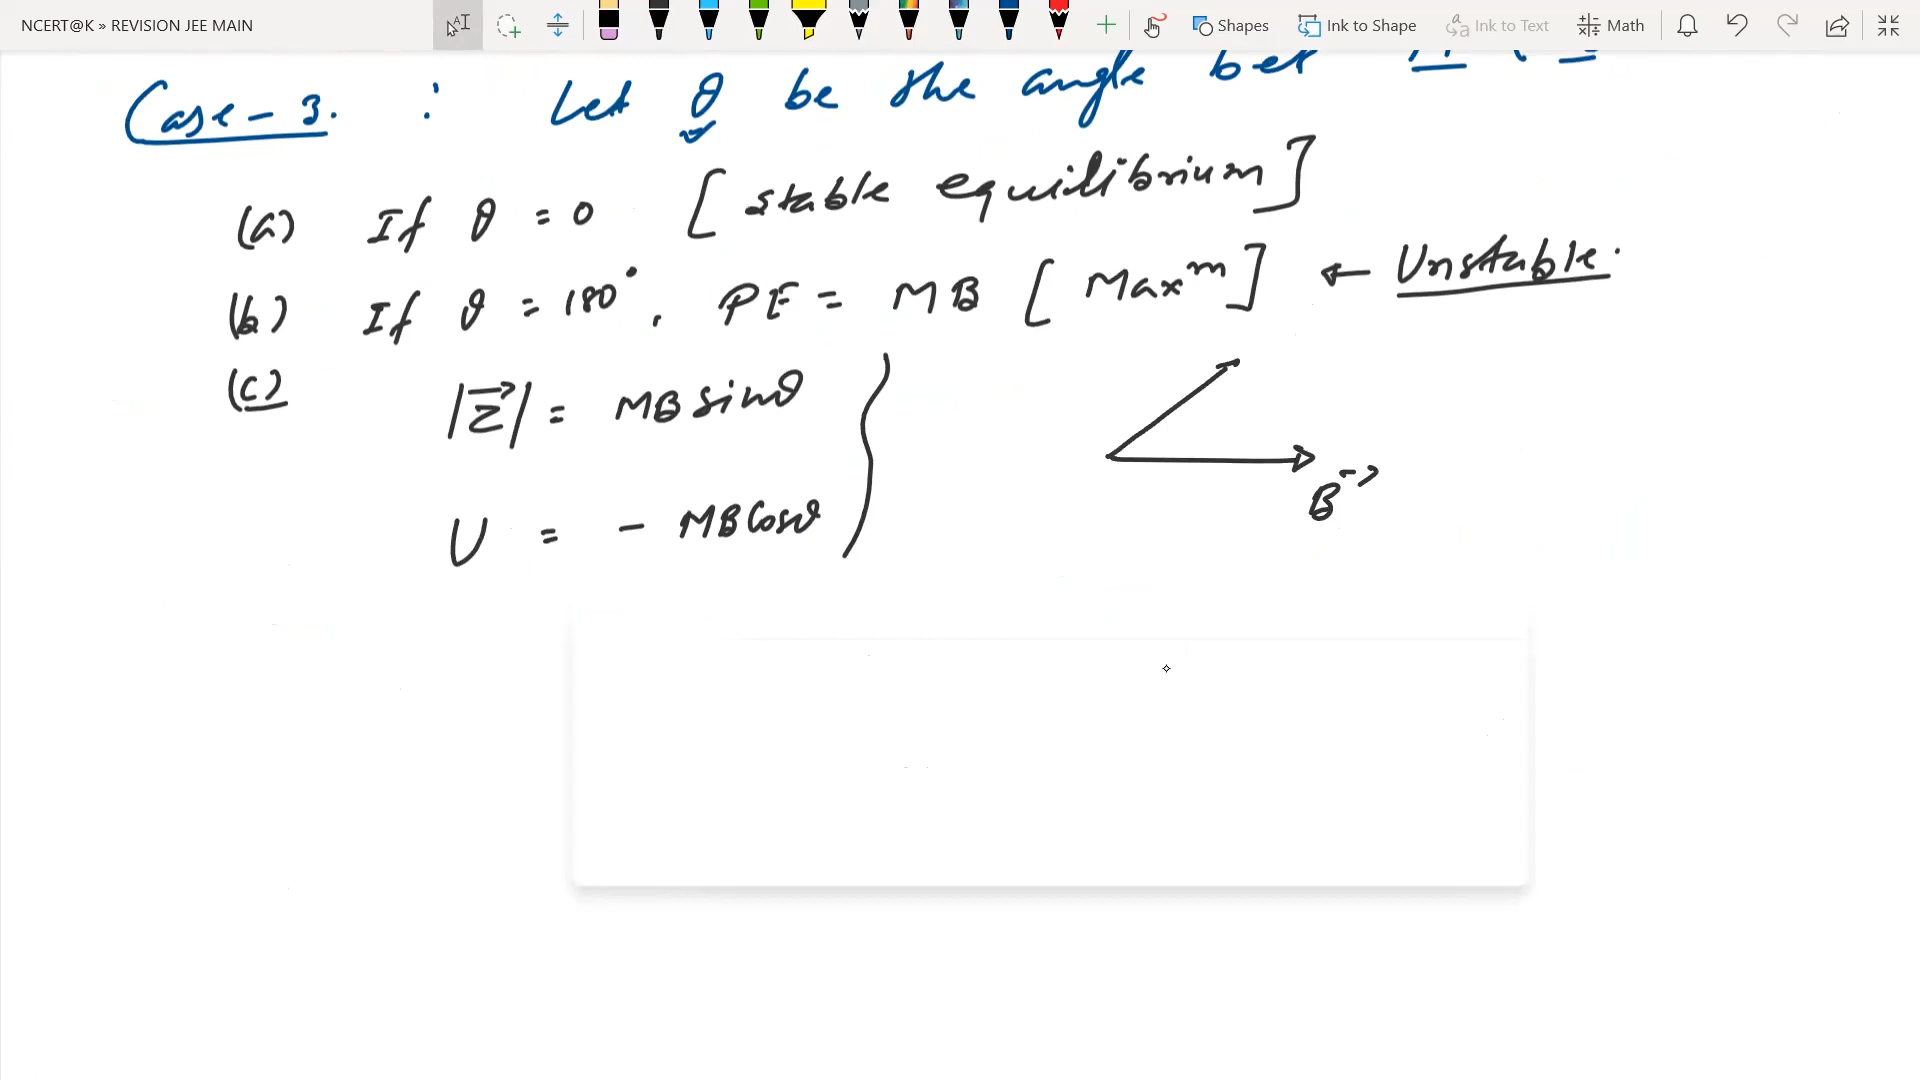 NCERT@K » REVISION JEE MAIN
Shapes
Ink to Shape
Ink to Text
Math
Case - 3. : Let θ be the angle bet
(a) If θ = 0 [stable equilibrium]
(b) If θ = 180°, PE = MB [Maxᵐ] ← Unstable.
(c) |τ⃗| = MB sinθ
B⃗
U = - MB Cosθ